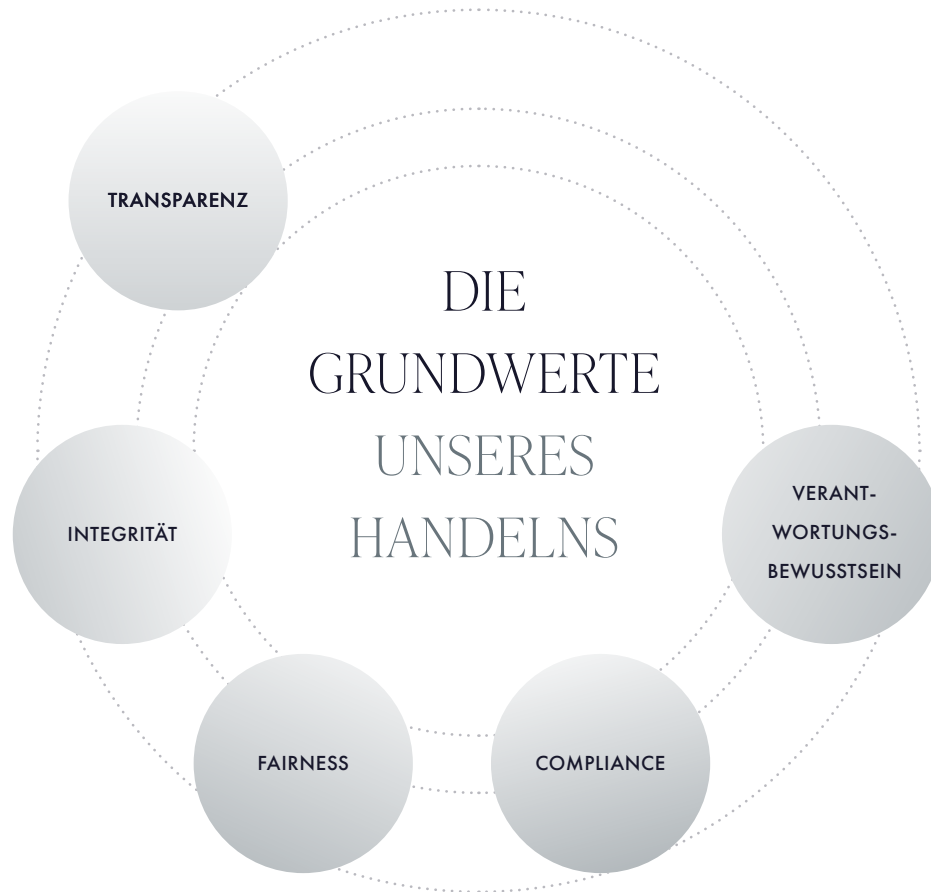 TRANSPARENZ
DIE
GRUNDWERTE
UNSERES
HANDELNS
INTEGRITÄT
VERANT-
WORTUNGS-
BEWUSSTSEIN
FAIRNESS
COMPLIANCE